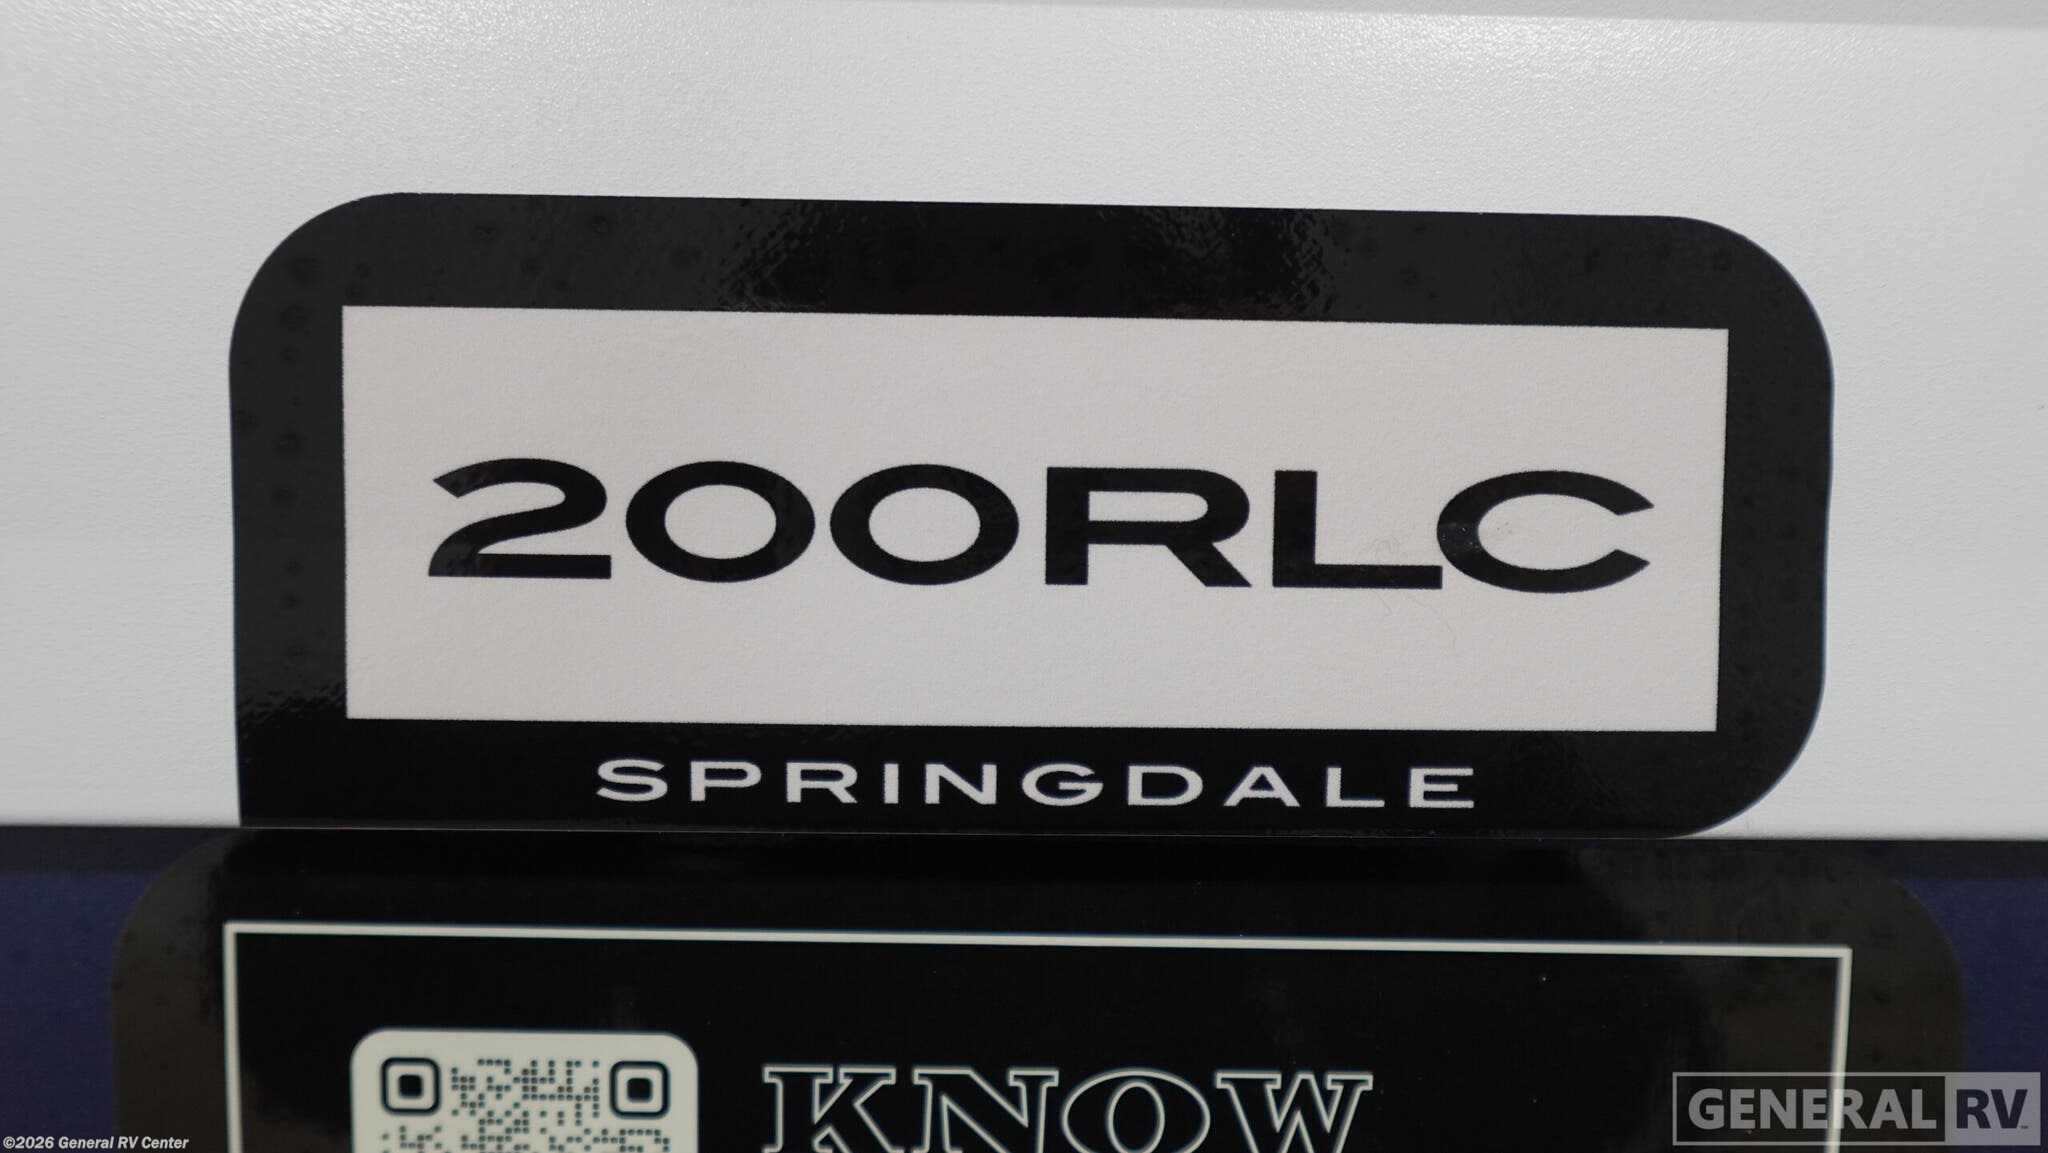 200RLC
SPRINGDALE
KNOW
GENERAL RV
©2026 General RV Center